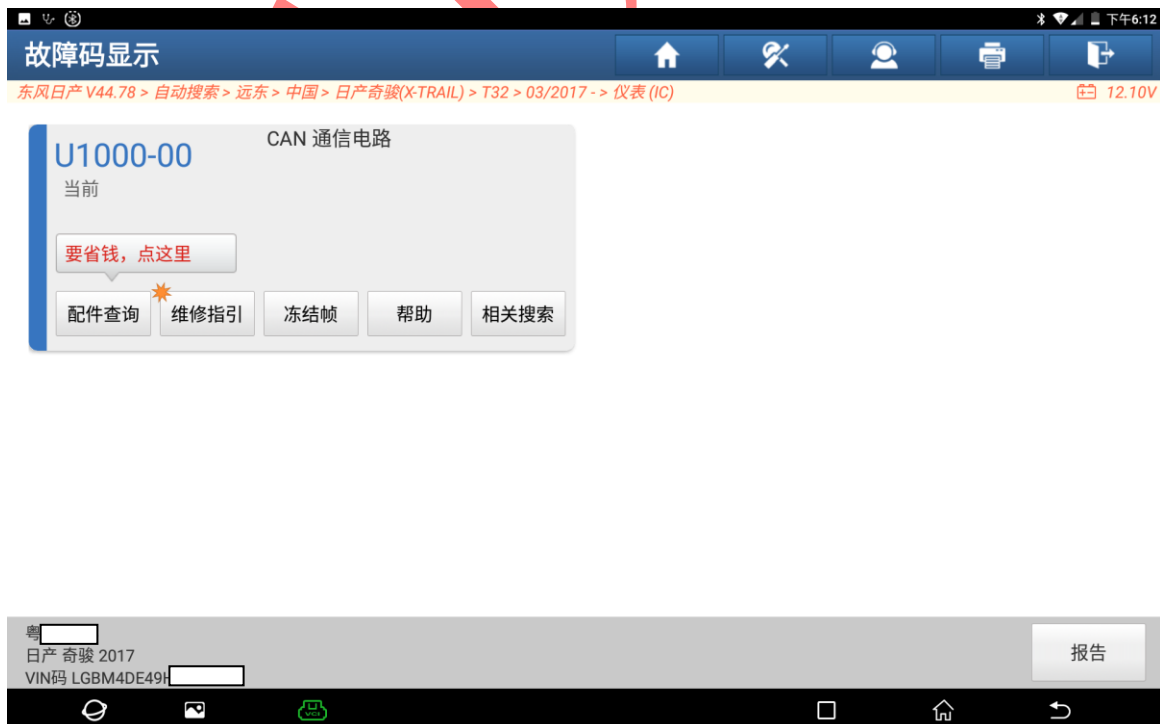 下午6:12
故障码显示
东风日产 V44.78 > 自动搜索 > 远东 > 中国 > 日产奇骏(X-TRAIL) > T32 > 03/2017 - > 仪表 (IC)
12.10V
U1000-00
CAN 通信电路
当前
要省钱，点这里
配件查询
维修指引
冻结帧
帮助
相关搜索
粤
日产 奇骏 2017
VIN码 LGBM4DE49H
报告
VCI